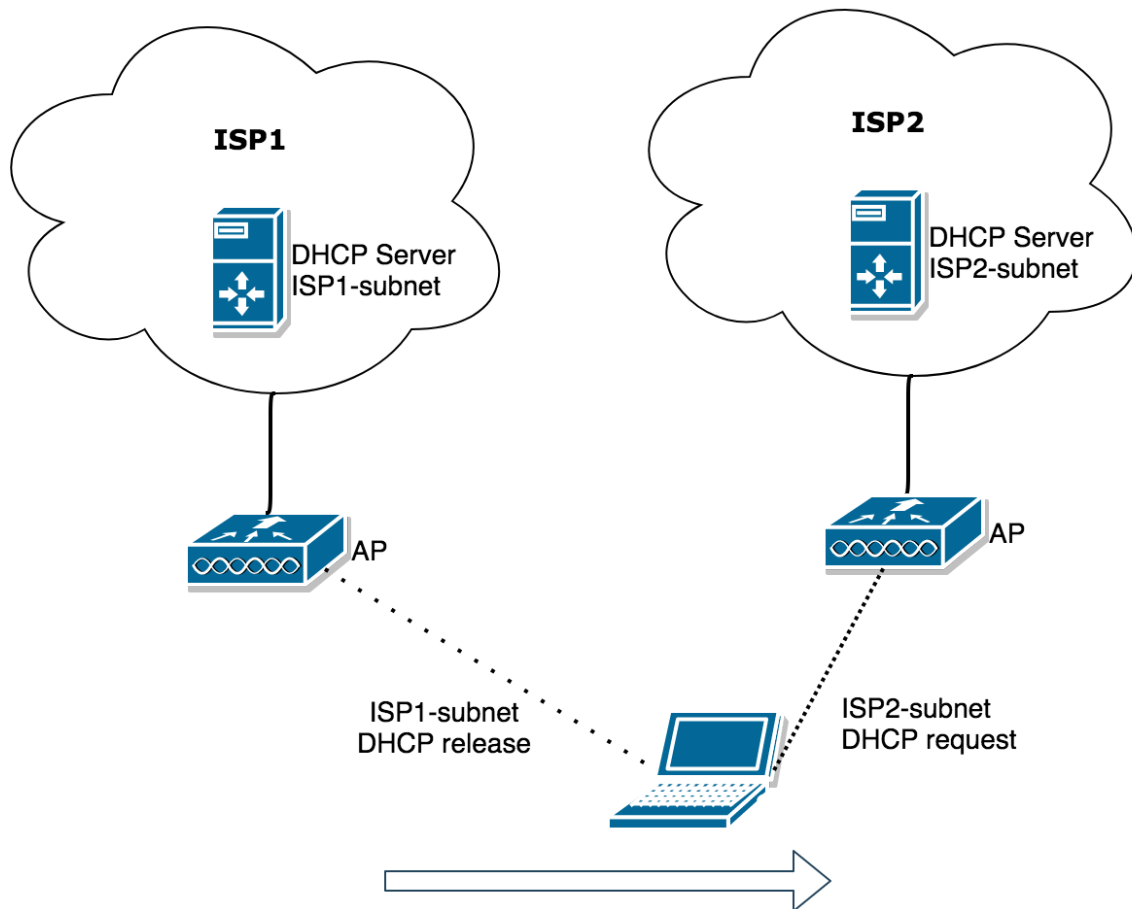 ISP1
DHCP Server
ISP1-subnet
ISP2
DHCP Server
ISP2-subnet
AP
AP
ISP1-subnet
DHCP release
ISP2-subnet
DHCP request